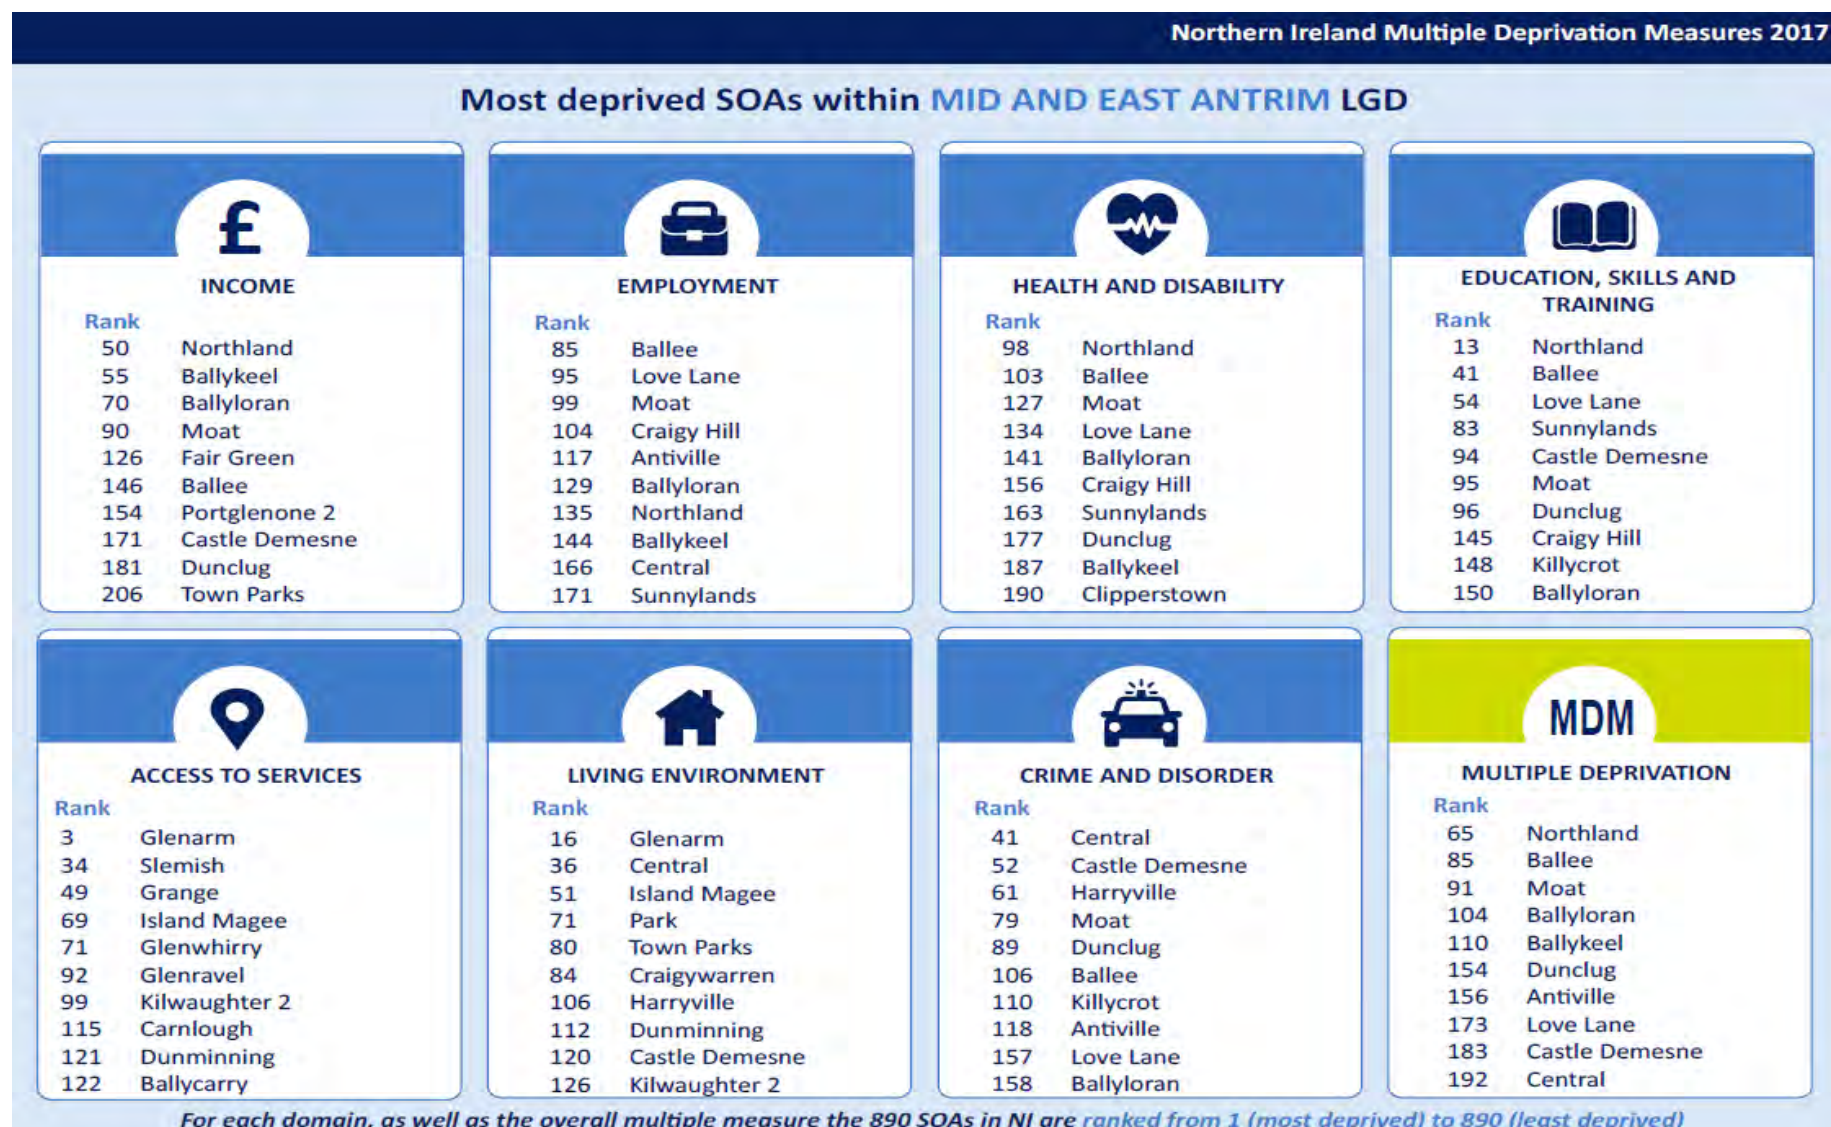 Northern Ireland Multiple Deprivation Measures 2017
Most deprived SOAs within MID AND EAST ANTRIM LGD
£
INCOME
Rank
50 Northland
55 Ballykeel
70 Ballyloran
90 Moat
126 Fair Green
146 Ballee
154 Portglenone 2
171 Castle Demesne
181 Dunclug
206 Town Parks
EMPLOYMENT
Rank
85 Ballee
95 Love Lane
99 Moat
104 Craigy Hill
117 Antiville
129 Ballyloran
135 Northland
144 Ballykeel
166 Central
171 Sunnylands
HEALTH AND DISABILITY
Rank
98 Northland
103 Ballee
127 Moat
134 Love Lane
141 Ballyloran
156 Craigy Hill
163 Sunnylands
177 Dunclug
187 Ballykeel
190 Clipperstown
EDUCATION, SKILLS AND
TRAINING
Rank
13 Northland
41 Ballee
54 Love Lane
83 Sunnylands
94 Castle Demesne
95 Moat
96 Dunclug
145 Craigy Hill
148 Killycrot
150 Ballyloran
ACCESS TO SERVICES
Rank
3 Glenarm
34 Slemish
49 Grange
69 Island Magee
71 Glenwhirry
92 Glenravel
99 Kilwaughter 2
115 Carnlough
121 Dunminning
122 Ballycarry
LIVING ENVIRONMENT
Rank
16 Glenarm
36 Central
51 Island Magee
71 Park
80 Town Parks
84 Craigywarren
106 Harryville
112 Dunminning
120 Castle Demesne
126 Kilwaughter 2
CRIME AND DISORDER
Rank
41 Central
52 Castle Demesne
61 Harryville
79 Moat
89 Dunclug
106 Ballee
110 Killycrot
118 Antiville
157 Love Lane
158 Ballyloran
MDM
MULTIPLE DEPRIVATION
Rank
65 Northland
85 Ballee
91 Moat
104 Ballyloran
110 Ballykeel
154 Dunclug
156 Antiville
173 Love Lane
183 Castle Demesne
192 Central
For each domain, as well as the overall multiple measure the 890 SOAs in NI are ranked from 1 (most deprived) to 890 (least deprived)